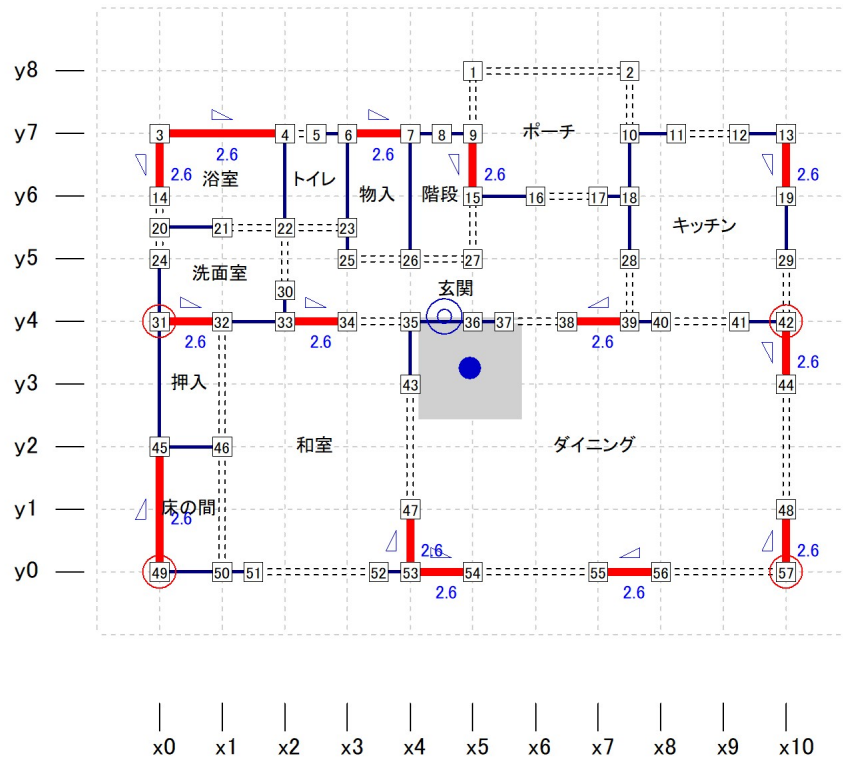 y8 1 2
ポーチ
y7 3 4 5 6 7 8 9 10 11 12 13
2.6 2.6
2.6 浴室 トイレ 物入 階段 2.6 2.6
y6 14 15 16 17 18 19
キッチン
20 21 22 23
y5 24 25 26 27 28 29
洗面室 玄関
30
y4 31 32 33 34 35 36 37 38 39 40 41 42
2.6 2.6 2.6
2.6
押入
y3 43 44
y2 45 46 和室 ダイニング
y1 床の間 47 48
2.6
2.6 2.6
y0 49 50 51 52 53 54 55 56 57
2.6 2.6
x0 x1 x2 x3 x4 x5 x6 x7 x8 x9 x10